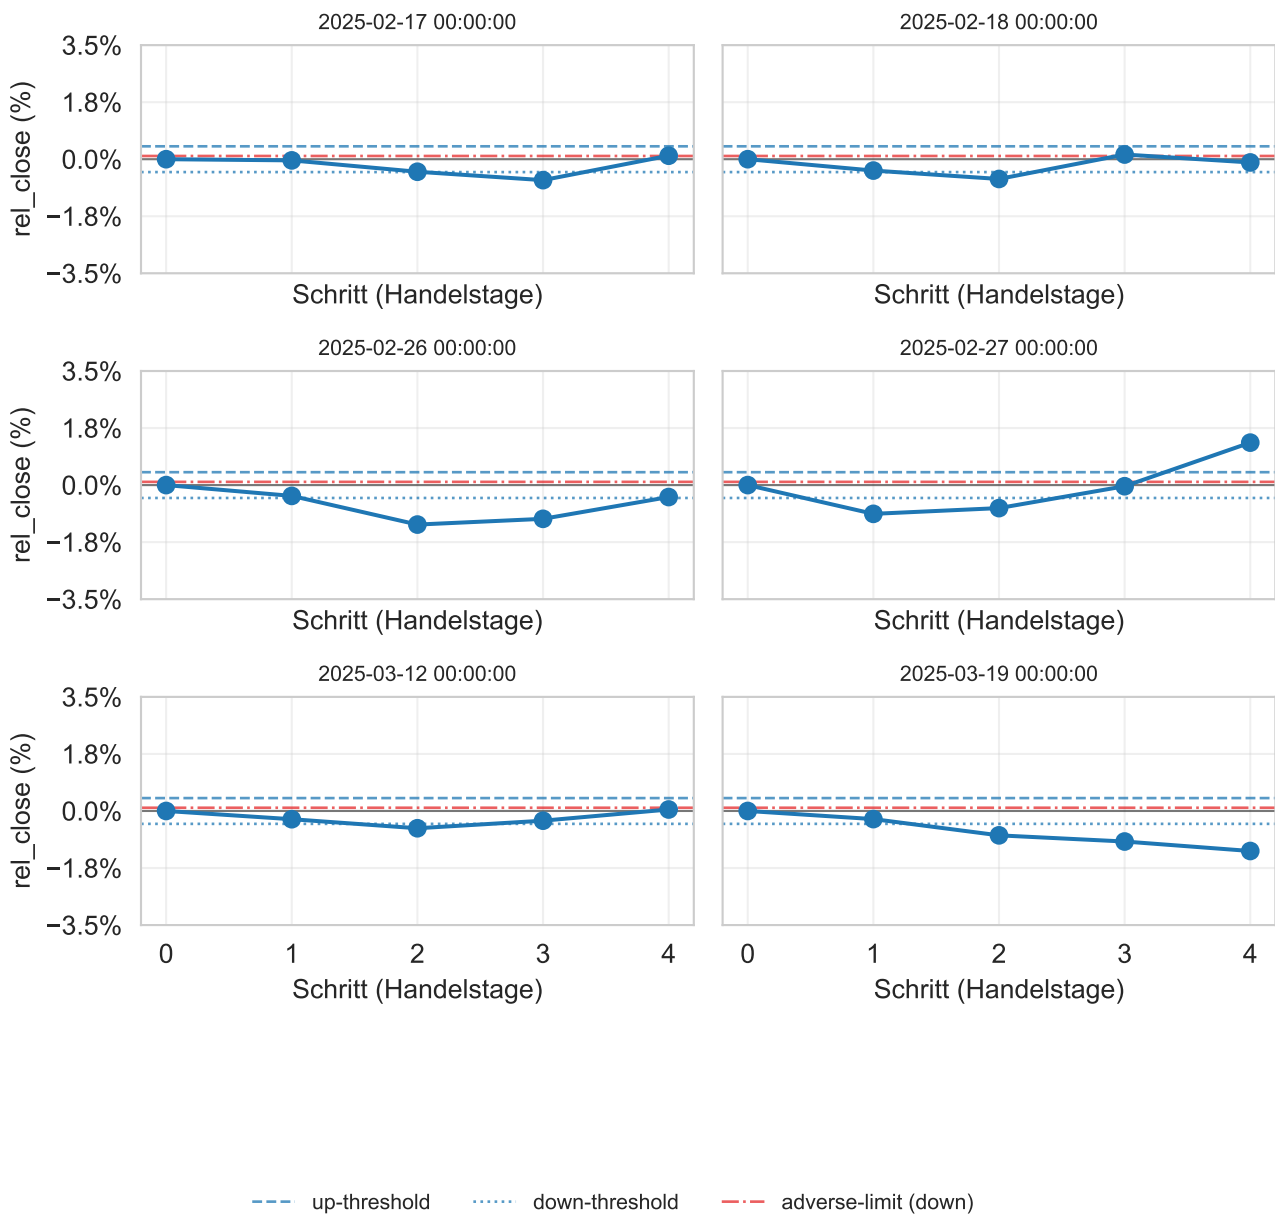 2025-02-17 00:00:00
2025-02-18 00:00:00
3.5%
1.8%
0.0%
−1.8%
−3.5%
rel_close (%)
Schritt (Handelstage)
Schritt (Handelstage)
2025-02-26 00:00:00
2025-02-27 00:00:00
3.5%
1.8%
0.0%
−1.8%
−3.5%
rel_close (%)
Schritt (Handelstage)
Schritt (Handelstage)
2025-03-12 00:00:00
2025-03-19 00:00:00
3.5%
1.8%
0.0%
−1.8%
−3.5%
rel_close (%)
0 1 2 3 4
0 1 2 3 4
Schritt (Handelstage)
Schritt (Handelstage)
up-threshold
down-threshold
adverse-limit (down)